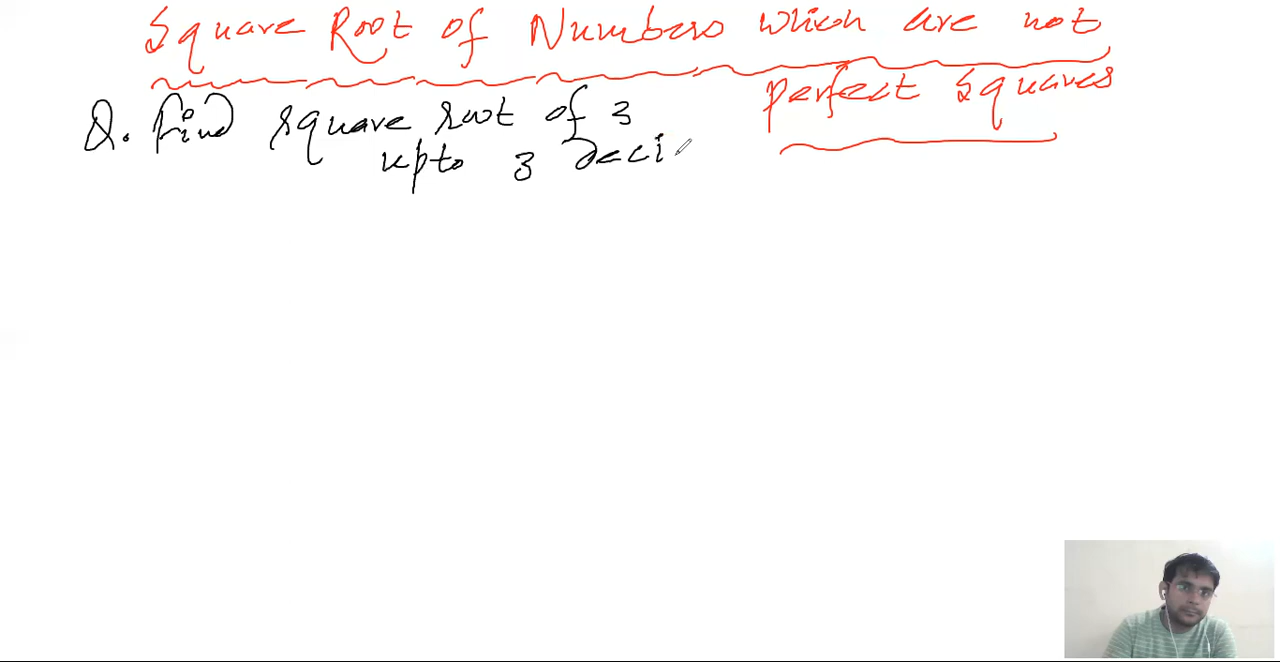 Square Root of Numbers which are not
perfect squares
Q. find square root of 3
upto 3 deci